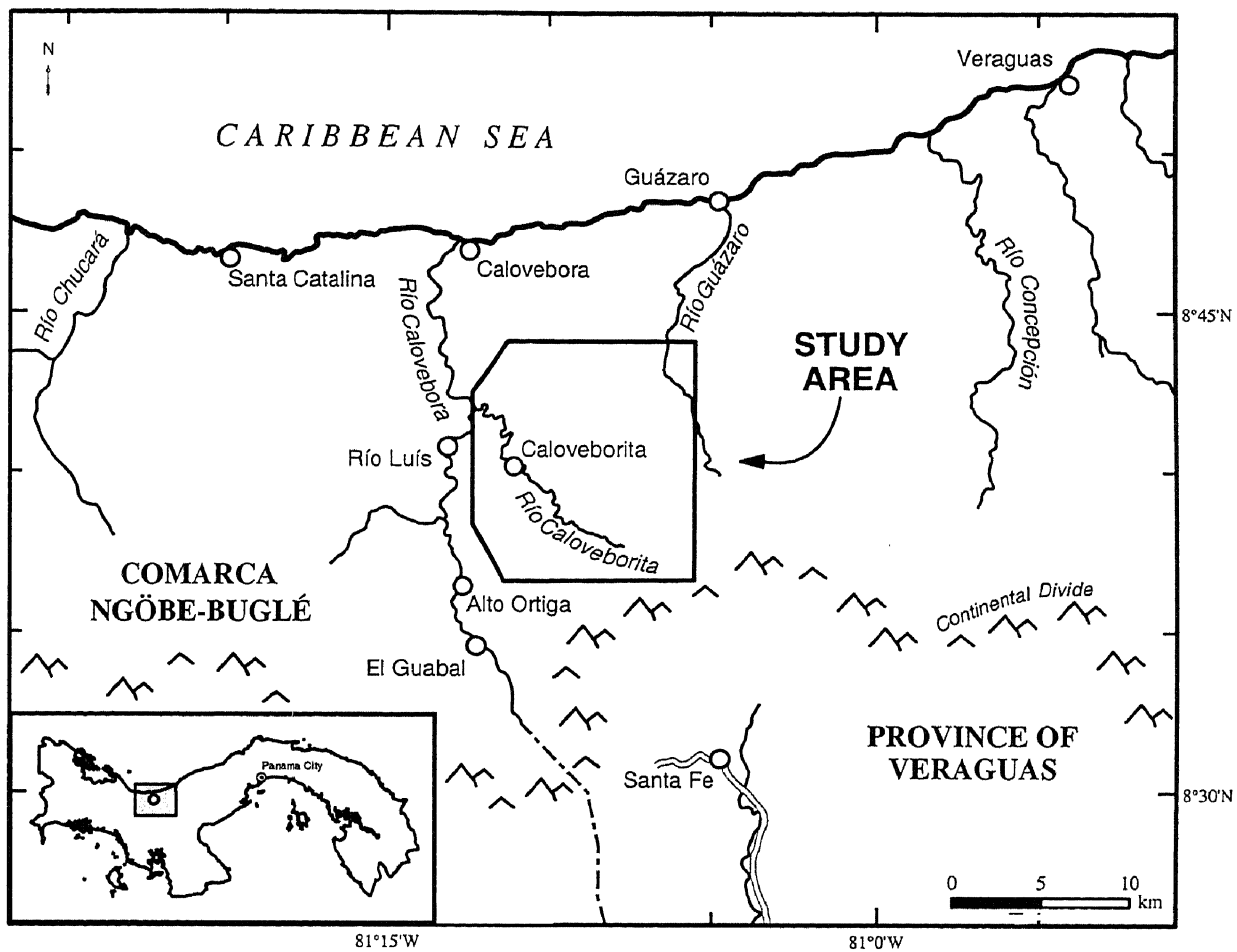 N
Veraguas
CARIBBEAN SEA
Guázaro
Santa Catalina
Calovebora
Río Chucará
Río Calovebora
Río Guázaro
Río Concepción
8°45'N
STUDY
AREA
Río Luís
Caloveborita
Río Caloveborita
COMARCA
NGÖBE-BUGLÉ
Alto Ortiga
Continental Divide
El Guabal
PROVINCE OF
VERAGUAS
Panama City
Santa Fe
8°30'N
0 5 10
km
81°15'W
81°0'W